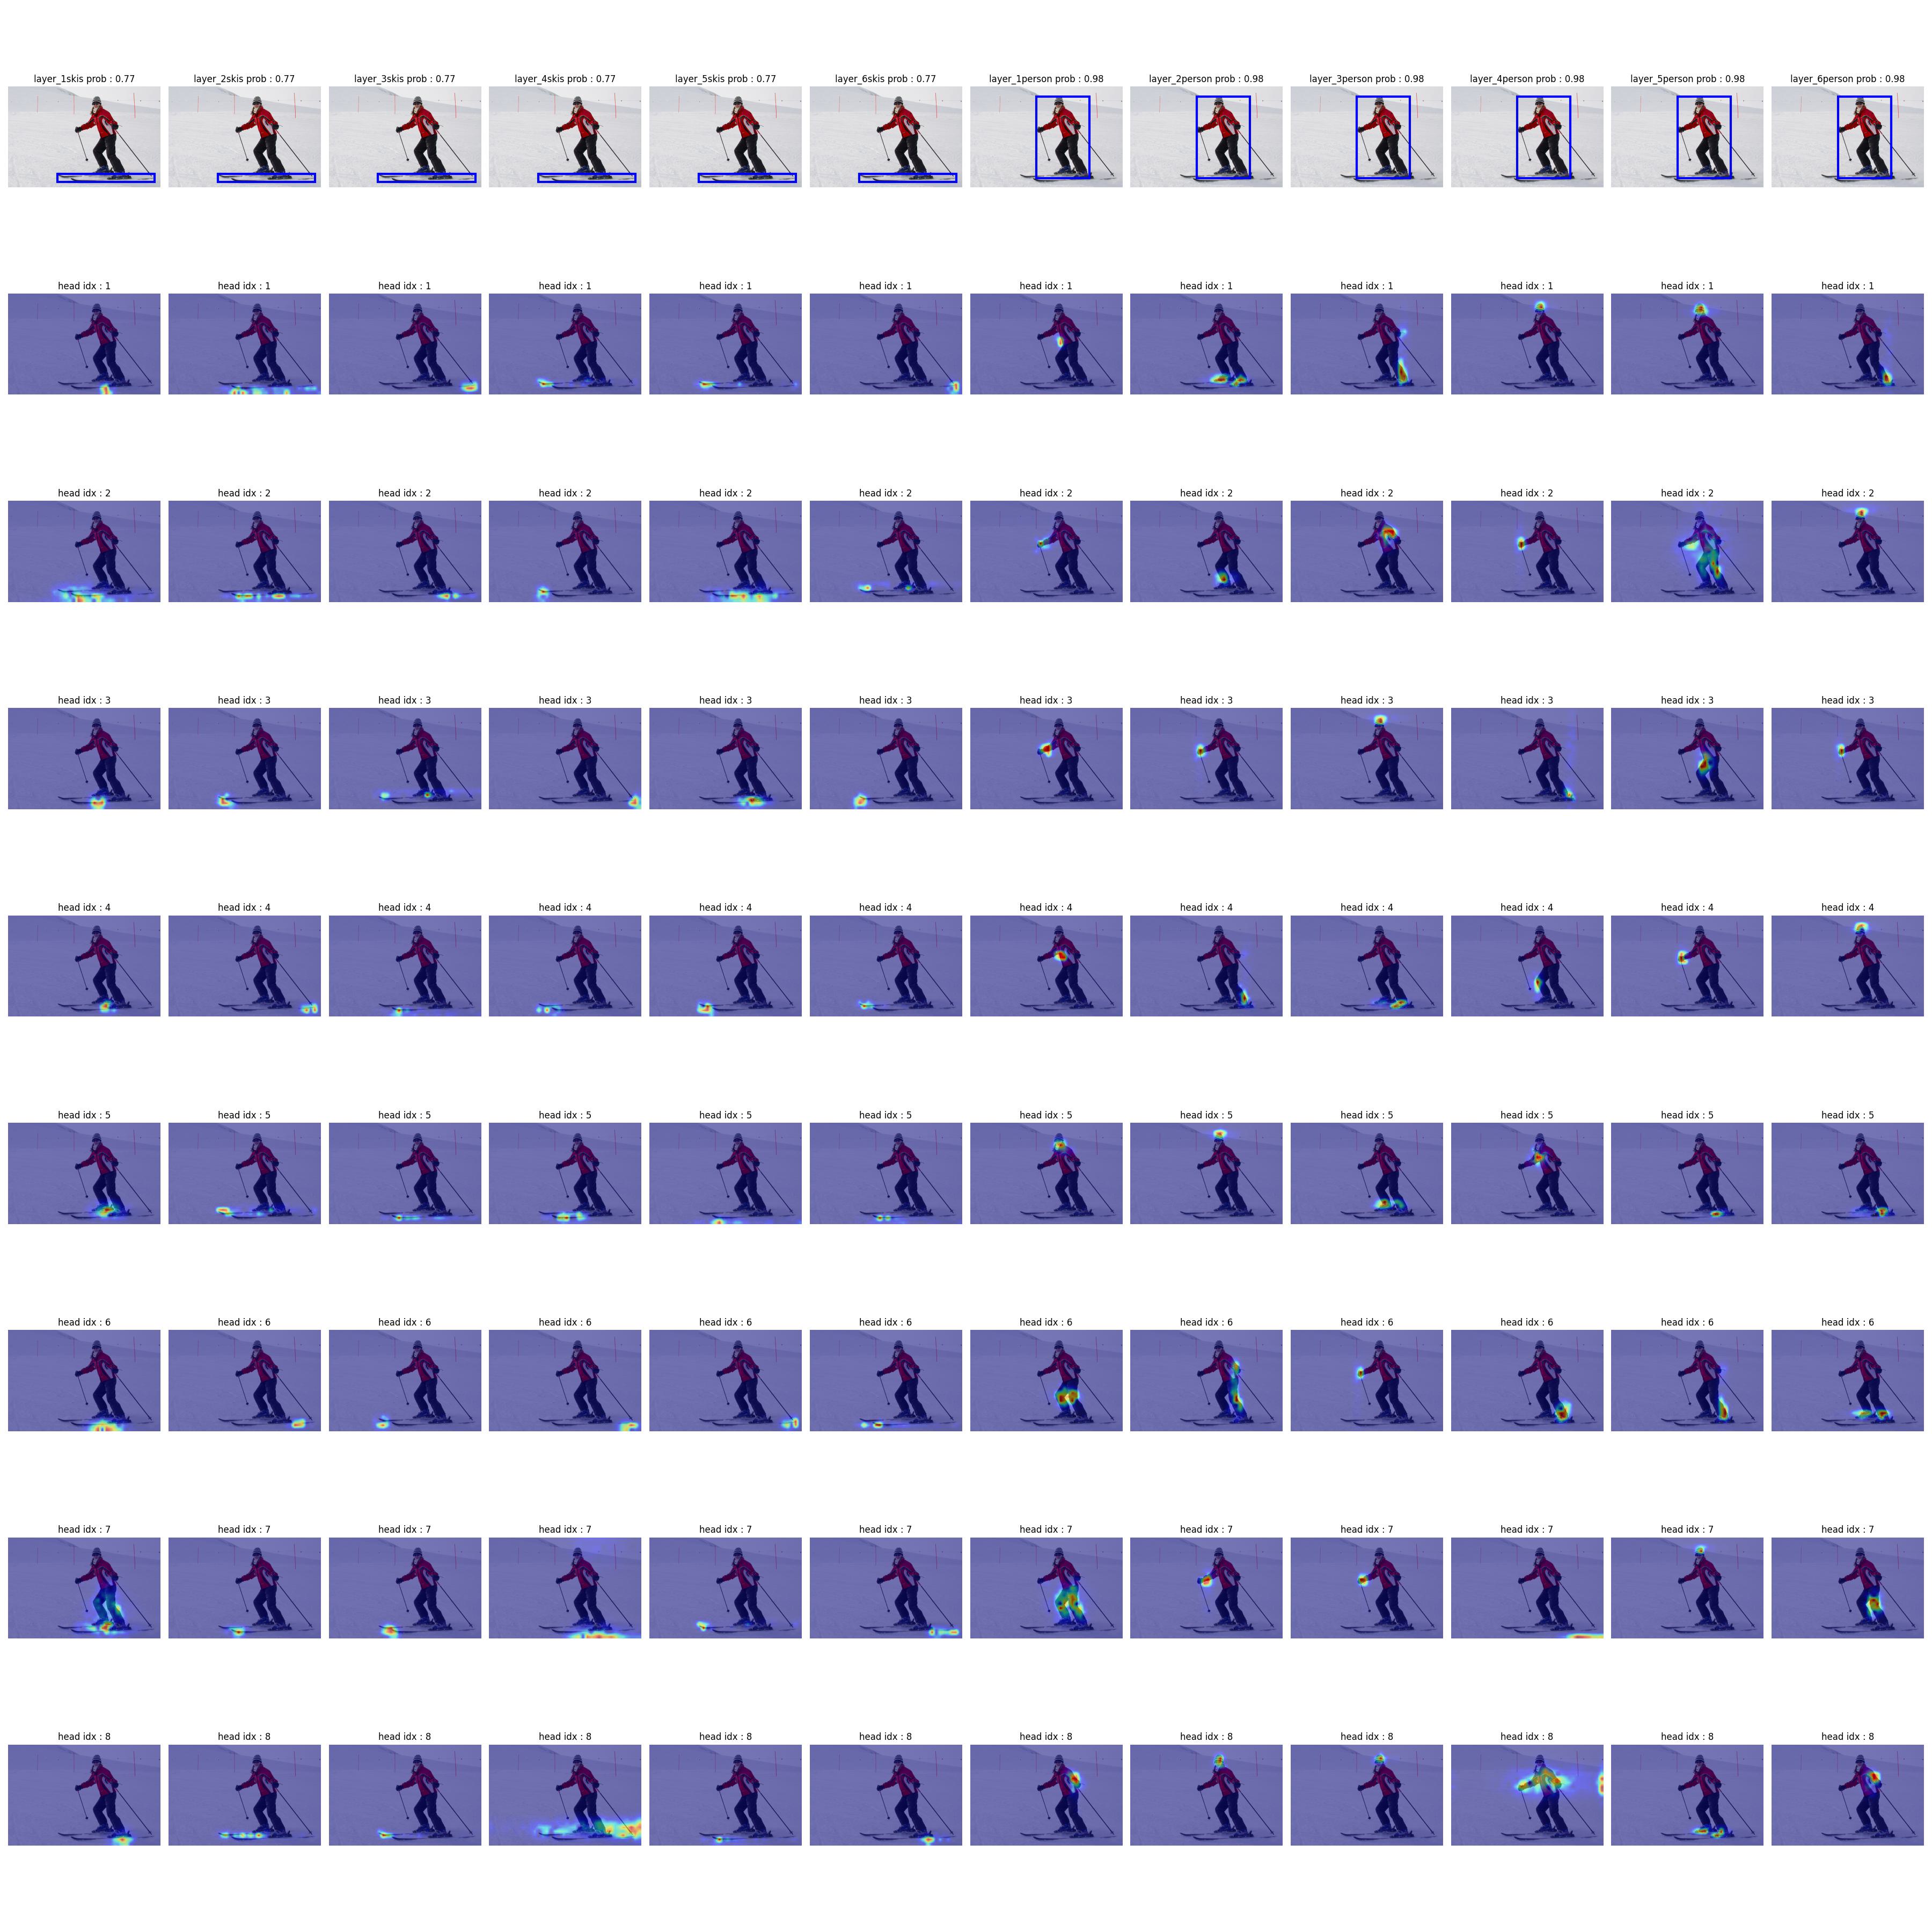 layer_1skis prob : 0.77 layer_2skis prob : 0.77 layer_3skis prob : 0.77 layer_4skis prob : 0.77 layer_5skis prob : 0.77 layer_6skis prob : 0.77 layer_1person prob : 0.98 layer_2person prob : 0.98 layer_3person prob : 0.98 layer_4person prob : 0.98 layer_5person prob : 0.98 layer_6person prob : 0.98
head idx : 1 head idx : 1 head idx : 1 head idx : 1 head idx : 1 head idx : 1 head idx : 1 head idx : 1 head idx : 1 head idx : 1 head idx : 1 head idx : 1
head idx : 2 head idx : 2 head idx : 2 head idx : 2 head idx : 2 head idx : 2 head idx : 2 head idx : 2 head idx : 2 head idx : 2 head idx : 2 head idx : 2
head idx : 3 head idx : 3 head idx : 3 head idx : 3 head idx : 3 head idx : 3 head idx : 3 head idx : 3 head idx : 3 head idx : 3 head idx : 3 head idx : 3
head idx : 4 head idx : 4 head idx : 4 head idx : 4 head idx : 4 head idx : 4 head idx : 4 head idx : 4 head idx : 4 head idx : 4 head idx : 4 head idx : 4
head idx : 5 head idx : 5 head idx : 5 head idx : 5 head idx : 5 head idx : 5 head idx : 5 head idx : 5 head idx : 5 head idx : 5 head idx : 5 head idx : 5
head idx : 6 head idx : 6 head idx : 6 head idx : 6 head idx : 6 head idx : 6 head idx : 6 head idx : 6 head idx : 6 head idx : 6 head idx : 6 head idx : 6
head idx : 7 head idx : 7 head idx : 7 head idx : 7 head idx : 7 head idx : 7 head idx : 7 head idx : 7 head idx : 7 head idx : 7 head idx : 7 head idx : 7
head idx : 8 head idx : 8 head idx : 8 head idx : 8 head idx : 8 head idx : 8 head idx : 8 head idx : 8 head idx : 8 head idx : 8 head idx : 8 head idx : 8